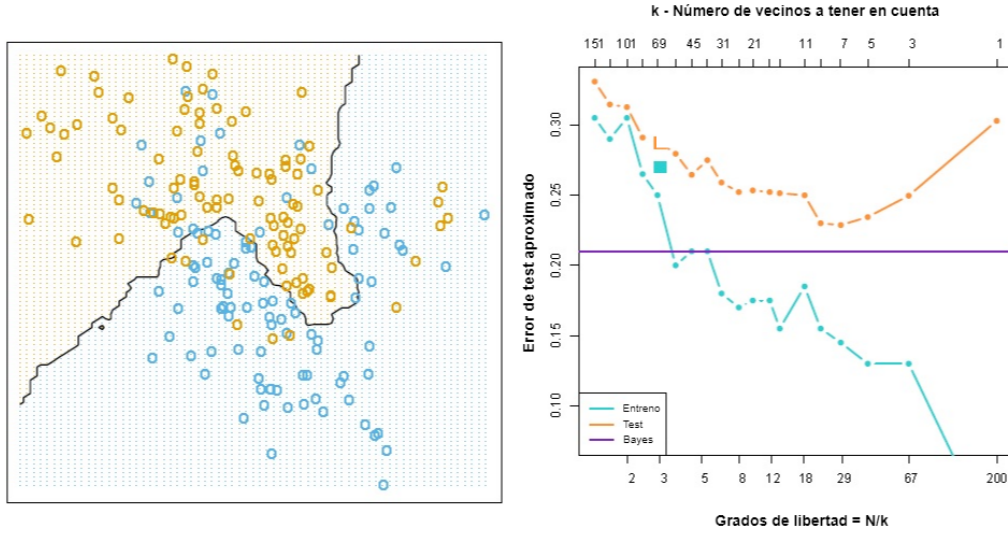 k - Número de vecinos a tener en cuenta
151 101 69 45 31 21 11 7 5 3 1
Error de test aproximado
0.30
0.25
0.20
0.15
0.10
L
Entreno
Test
Bayes
2 3 5 8 12 18 29 67 200
Grados de libertad = N/k